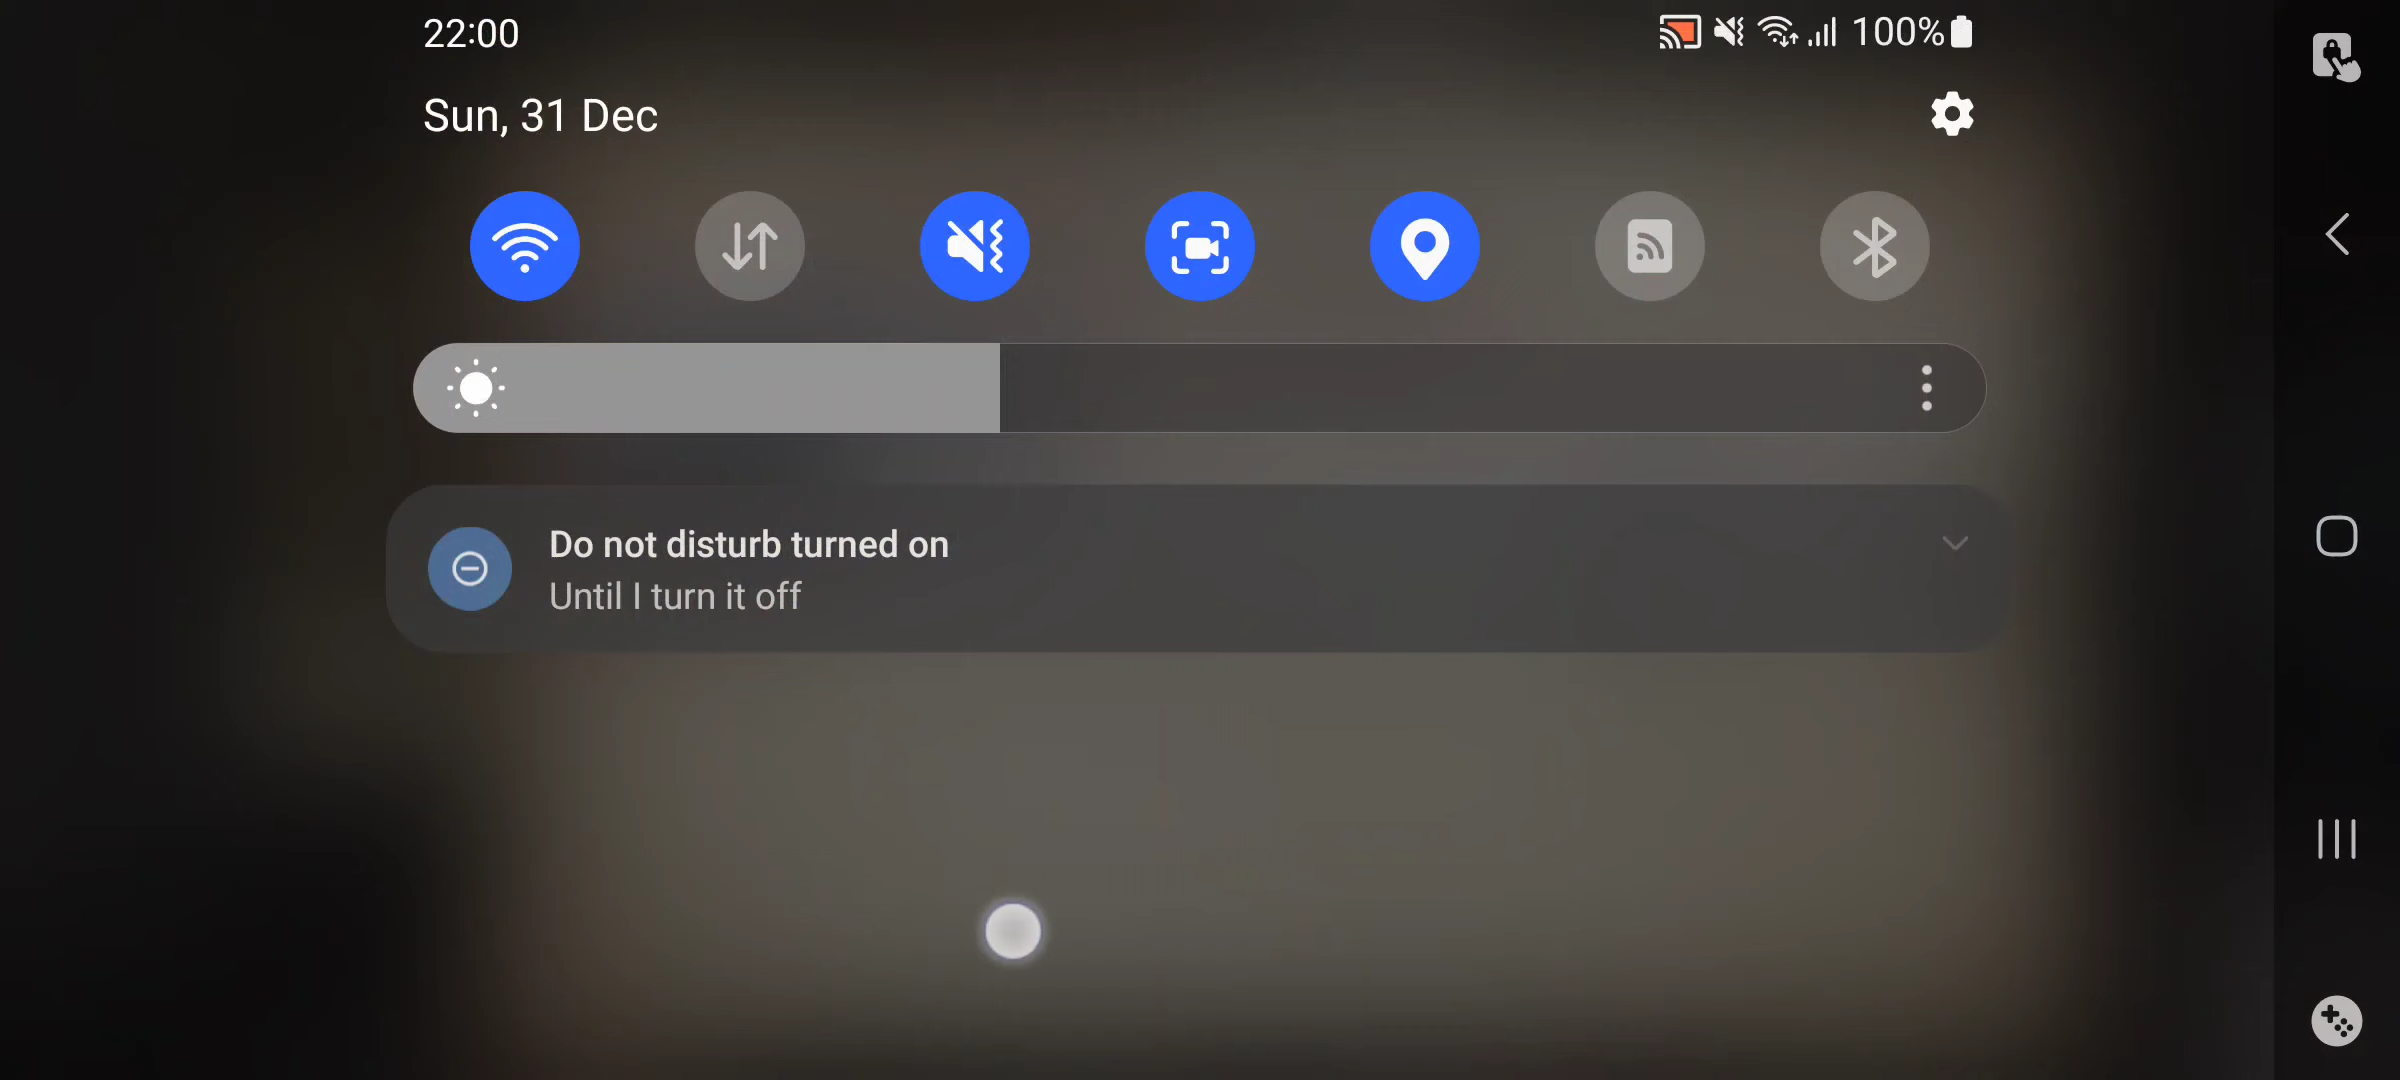 22:00
100%
Sun, 31 Dec
Do not disturb turned on
Until I turn it off